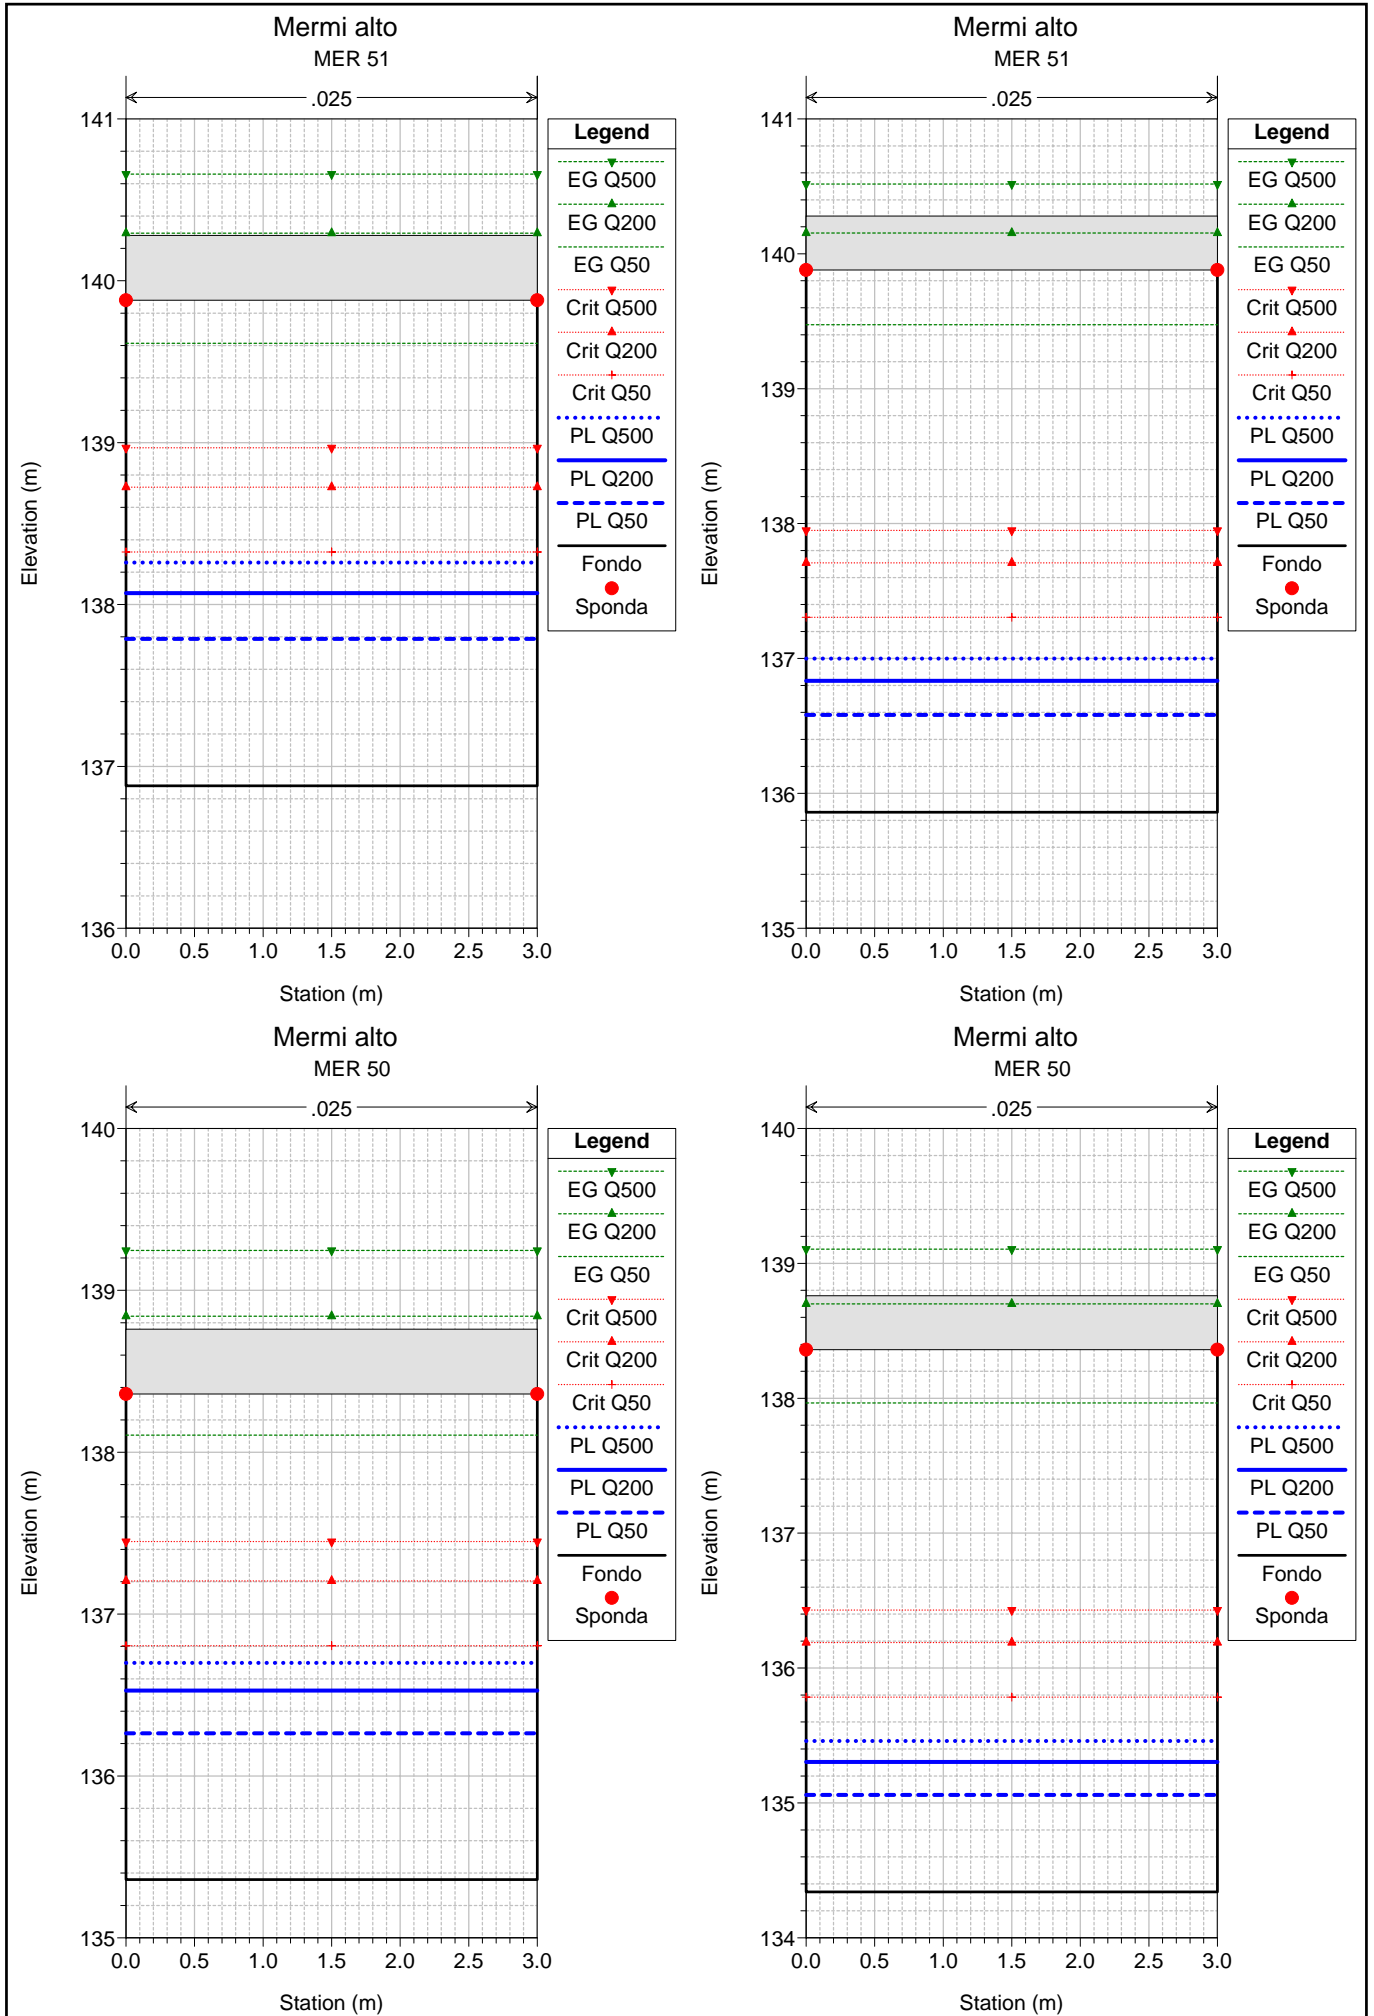 Mermi alto
MER 51
.025
141
140
139
138
137
136
Elevation (m)
0.0 0.5 1.0 1.5 2.0 2.5 3.0
Station (m)
Legend
EG Q500
EG Q200
EG Q50
Crit Q500
Crit Q200
Crit Q50
PL Q500
PL Q200
PL Q50
Fondo
Sponda
Mermi alto
MER 51
.025
141
140
139
138
137
136
135
Elevation (m)
0.0 0.5 1.0 1.5 2.0 2.5 3.0
Station (m)
Legend
EG Q500
EG Q200
EG Q50
Crit Q500
Crit Q200
Crit Q50
PL Q500
PL Q200
PL Q50
Fondo
Sponda
Mermi alto
MER 50
.025
140
139
138
137
136
135
Elevation (m)
0.0 0.5 1.0 1.5 2.0 2.5 3.0
Station (m)
Legend
EG Q500
EG Q200
EG Q50
Crit Q500
Crit Q200
Crit Q50
PL Q500
PL Q200
PL Q50
Fondo
Sponda
Mermi alto
MER 50
.025
140
139
138
137
136
135
134
Elevation (m)
0.0 0.5 1.0 1.5 2.0 2.5 3.0
Station (m)
Legend
EG Q500
EG Q200
EG Q50
Crit Q500
Crit Q200
Crit Q50
PL Q500
PL Q200
PL Q50
Fondo
Sponda